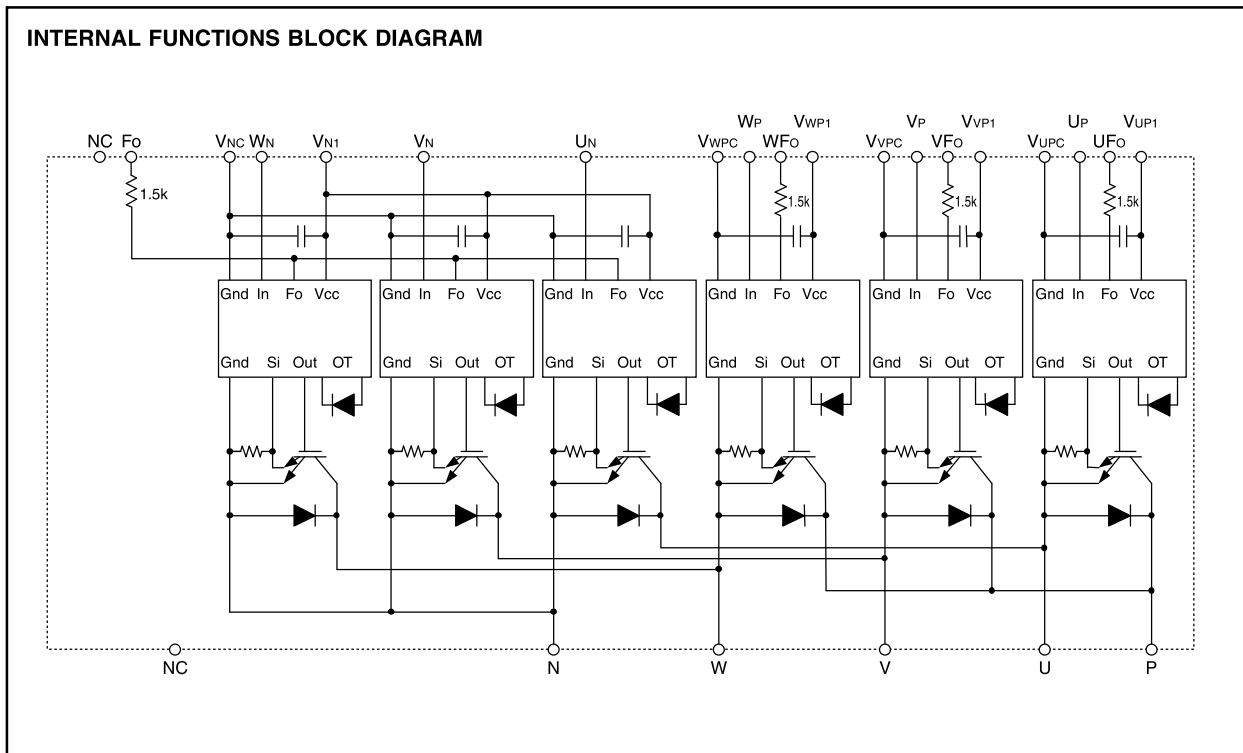 INTERNAL FUNCTIONS BLOCK DIAGRAM
WP VWP1 VP VVP1 UP VUP1
NC FO VNC WN VN1 VN UN VWPC WFO VVPC VFO VUPC UFO
1.5k 1.5k 1.5k 1.5k
Gnd In Fo Vcc Gnd In Fo Vcc Gnd In Fo Vcc Gnd In Fo Vcc Gnd In Fo Vcc Gnd In Fo Vcc
Gnd Si Out OT Gnd Si Out OT Gnd Si Out OT Gnd Si Out OT Gnd Si Out OT Gnd Si Out OT
NC N W V U P